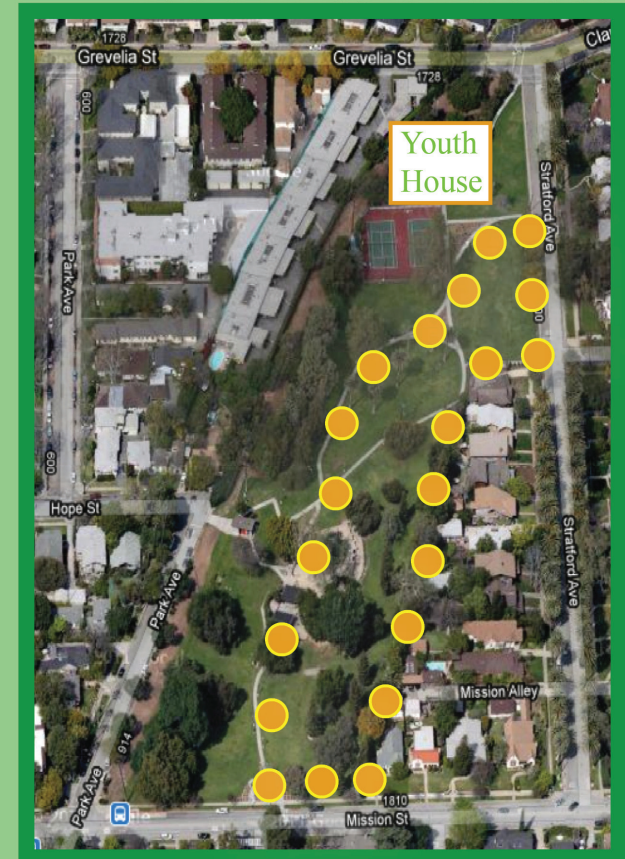 1728
Grevelia St
Grevelia St
Cla
1728
600
Youth
House
Stratford Ave
Park Ave
600
Hope St
Stratford Ave
Park Ave
Mission Alley
914
Park Ave
1810
Mission St